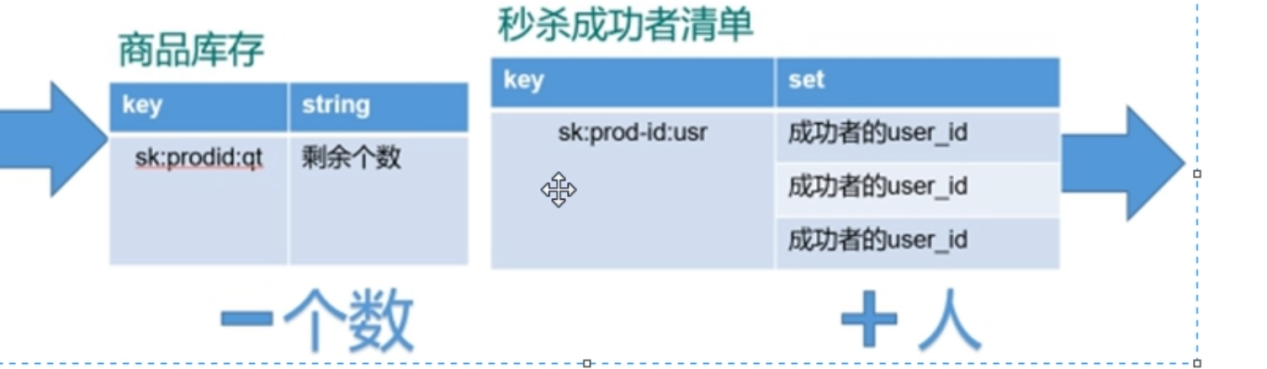 商品库存
key string
sk:prodid:qt 剩余个数
－个数
秒杀成功者清单
key set
sk:prod-id:usr 成功者的user_id
成功者的user_id
成功者的user_id
＋人